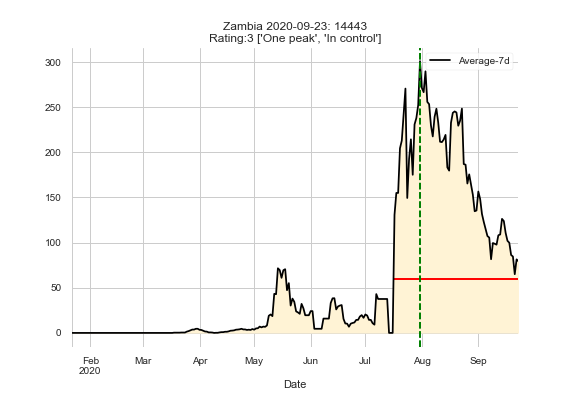 Zambia 2020-09-23: 14443
Rating:3 ['One peak', 'In control']
Average-7d
300
250
200
150
100
50
0
Feb Mar Apr May Jun Jul Aug Sep
2020
Date